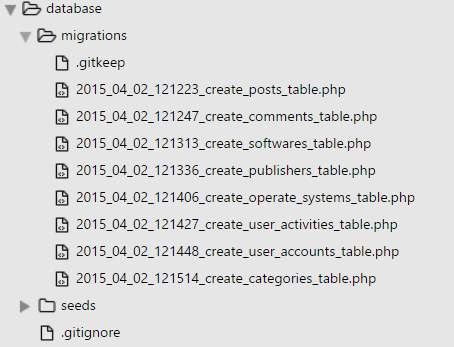 database
migrations
.gitkeep
2015_04_02_121223_create_posts_table.php
2015_04_02_121247_create_comments_table.php
2015_04_02_121313_create_softwares_table.php
2015_04_02_121336_create_publishers_table.php
2015_04_02_121406_create_operate_systems_table.php
2015_04_02_121427_create_user_activities_table.php
2015_04_02_121448_create_user_accounts_table.php
2015_04_02_121514_create_categories_table.php
seeds
.gitignore